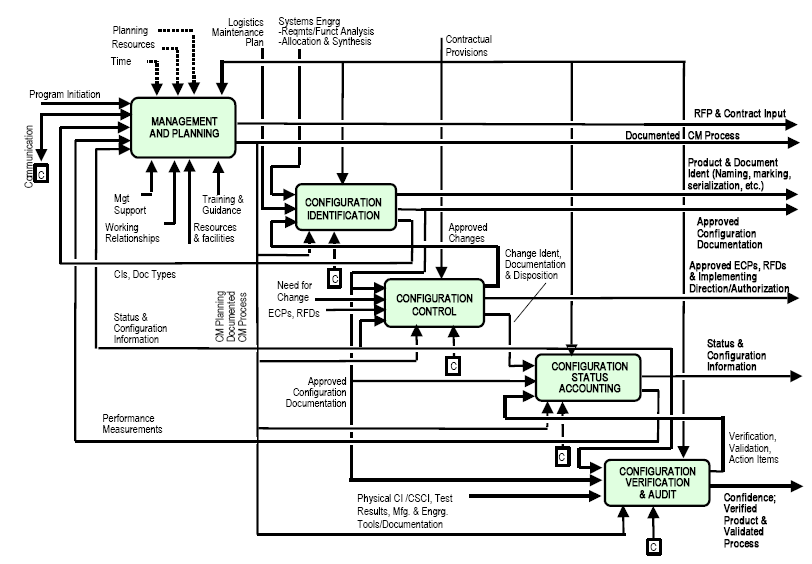 Planning
Resources
Time
Logistics
Maintenance
Plan
Systems Engrg
-Reqmts/Funct Analysis
-Allocation & Synthesis
Contractual
Provisions
Program Initiation
MANAGEMENT
AND PLANNING
RFP & Contract Input
Documented CM Process
Communication
C
Mgt
Support
Working
Relationships
Training &
Guidance
Resources
& facilities
Product & Document
Ident (Naming, marking,
serialization, etc.)
CONFIGURATION
IDENTIFICATION
Approved
Configuration
Documentation
Approved
Changes
C
CIs, Doc Types
Change Ident,
Documentation
& Disposition
Approved ECPs, RFDs
& Implementing
Direction/Authorization
Need for
Change
ECPs, RFDs
CONFIGURATION
CONTROL
CM Planning
Documented
CM Process
Status &
Configuration
Information
C
Status &
Configuration
Information
CONFIGURATION
STATUS
ACCOUNTING
Approved
Configuration
Documentation
Performance
Measurements
C
Verification,
Validation,
Action Items
CONFIGURATION
VERIFICATION
& AUDIT
Physical CI /CSCI, Test
Results, Mfg. & Engrg.
Tools/Documentation
Confidence;
Verified
Product &
Validated
Process
C